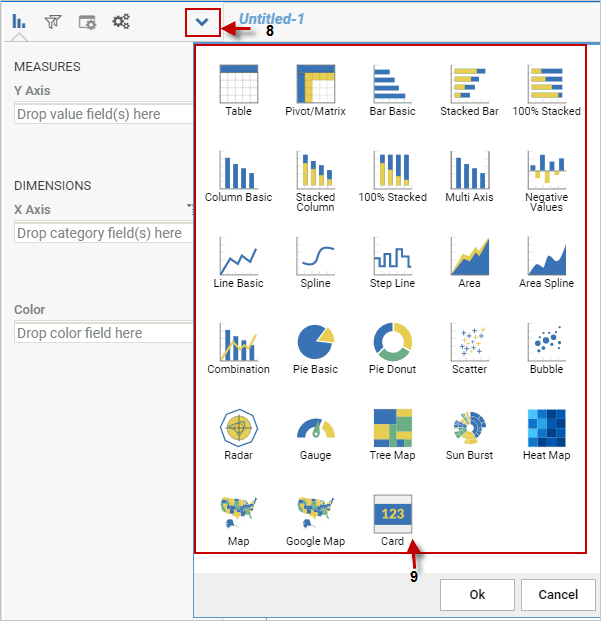 Untitled-1
8
MEASURES
Y Axis
Drop value field(s) here
DIMENSIONS
X Axis
Drop category field(s) here
Color
Drop color field here
Table
Pivot/Matrix
Bar Basic
Stacked Bar
100% Stacked
Column Basic
Stacked
Column
100% Stacked
Multi Axis
Negative
Values
Line Basic
Spline
Step Line
Area
Area Spline
Combination
Pie Basic
Pie Donut
Scatter
Bubble
Radar
Gauge
Tree Map
Sun Burst
Heat Map
123
Map
Google Map
Card
9
Ok
Cancel